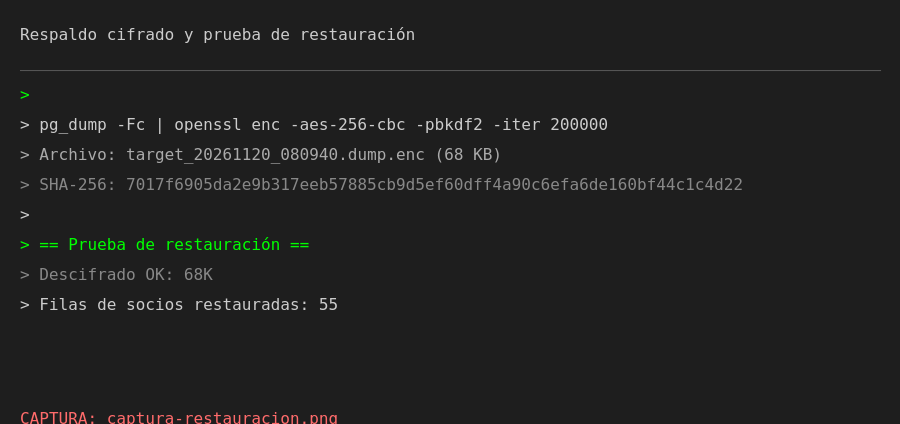 Respaldo cifrado y prueba de restauración
>
> pg_dump -Fc | openssl enc -aes-256-cbc -pbkdf2 -iter 200000
> Archivo: target_20261120_080940.dump.enc (68 KB)
> SHA-256: 7017f6905da2e9b317eeb57885cb9d5ef60dff4a90c6efa6de160bf44c1c4d22
>
> == Prueba de restauración ==
> Descifrado OK: 68K
> Filas de socios restauradas: 55
CAPTURA: captura-restauracion.png